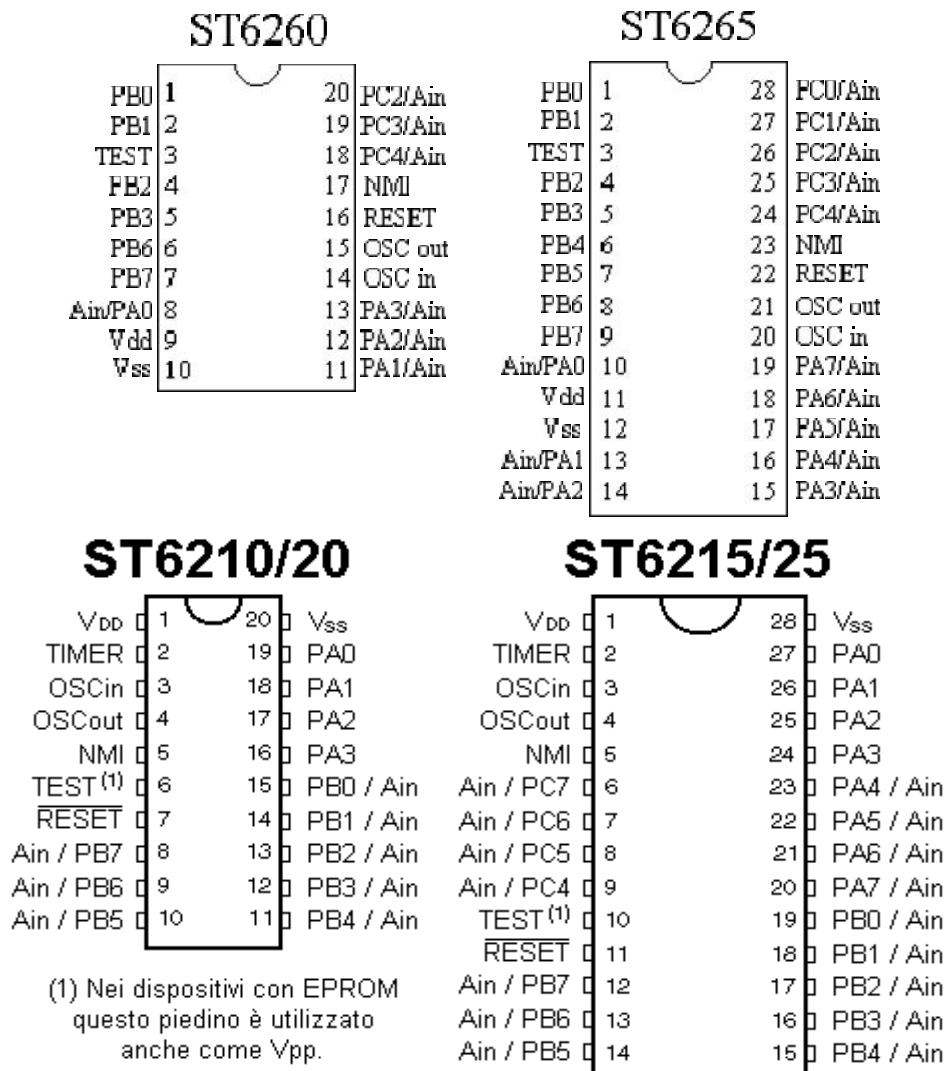 ST6260
PB0 1 20 PC2/Ain
PB1 2 19 PC3/Ain
TEST 3 18 PC4/Ain
PB2 4 17 NMI
PB3 5 16 RESET
PB6 6 15 OSC out
PB7 7 14 OSC in
Ain/PA0 8 13 PA3/Ain
Vdd 9 12 PA2/Ain
Vss 10 11 PA1/Ain
ST6265
PB0 1 28 PC0/Ain
PB1 2 27 PC1/Ain
TEST 3 26 PC2/Ain
PB2 4 25 PC3/Ain
PB3 5 24 PC4/Ain
PB4 6 23 NMI
PB5 7 22 RESET
PB6 8 21 OSC out
PB7 9 20 OSC in
Ain/PA0 10 19 PA7/Ain
Vdd 11 18 PA6/Ain
Vss 12 17 PA5/Ain
Ain/PA1 13 16 PA4/Ain
Ain/PA2 14 15 PA3/Ain
ST6210/20
VDD 1 20 Vss
TIMER 2 19 PA0
OSCin 3 18 PA1
OSCout 4 17 PA2
NMI 5 16 PA3
TEST (1) 6 15 PB0 / Ain
RESET 7 14 PB1 / Ain
Ain / PB7 8 13 PB2 / Ain
Ain / PB6 9 12 PB3 / Ain
Ain / PB5 10 11 PB4 / Ain
(1) Nei dispositivi con EPROM
questo piedino è utilizzato
anche come Vpp.
ST6215/25
VDD 1 28 Vss
TIMER 2 27 PA0
OSCin 3 26 PA1
OSCout 4 25 PA2
NMI 5 24 PA3
Ain / PC7 6 23 PA4 / Ain
Ain / PC6 7 22 PA5 / Ain
Ain / PC5 8 21 PA6 / Ain
Ain / PC4 9 20 PA7 / Ain
TEST (1) 10 19 PB0 / Ain
RESET 11 18 PB1 / Ain
Ain / PB7 12 17 PB2 / Ain
Ain / PB6 13 16 PB3 / Ain
Ain / PB5 14 15 PB4 / Ain